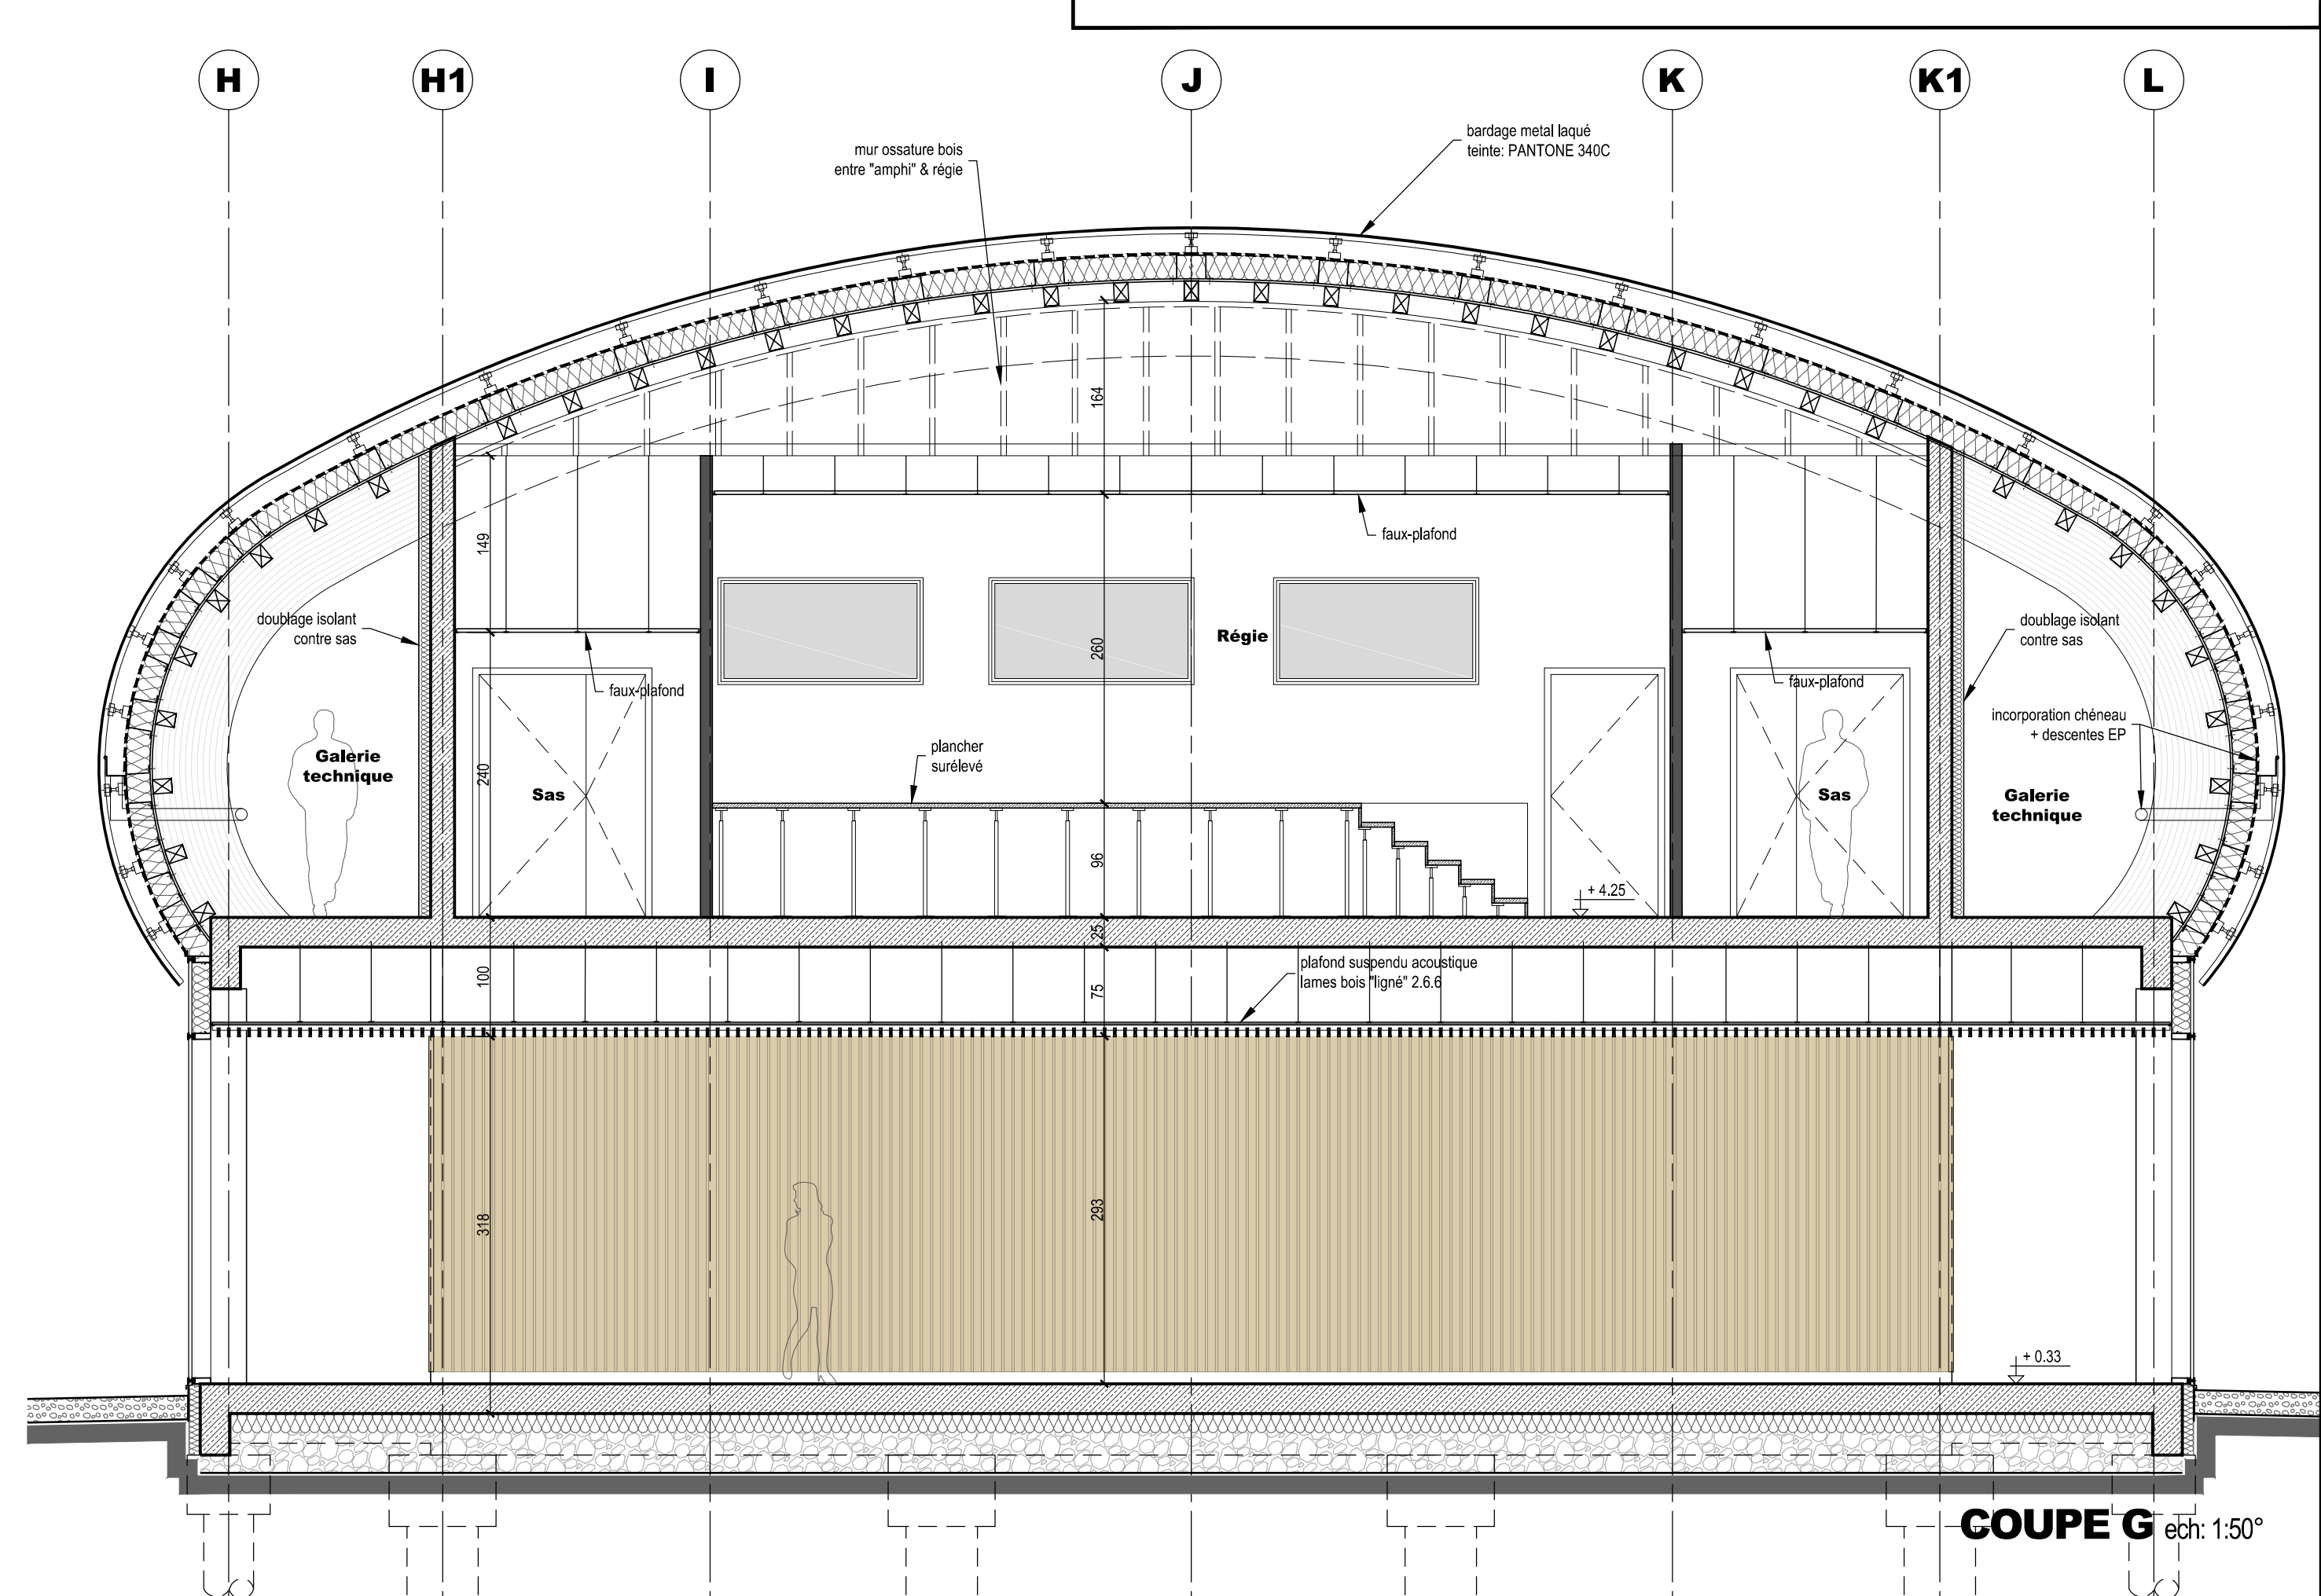 H
H1
I
J
K
K1
L
bardage metal laqué
teinte: PANTONE 340C
mur ossature bois
entre "amphi" & régie
164
149
faux-plafond
doublage isolant
contre sas
Régie
260
doublage isolant
contre sas
faux-plafond
faux-plafond
incorporation chéneau
+ descentes EP
plancher
surélevé
Galerie
technique
240
Sas
Sas
Galerie
technique
96
+ 4.25
25
100
plafond suspendu acoustique
lames bois "ligné" 2.6.6
75
318
293
+ 0.33
COUPE G ech: 1:50°